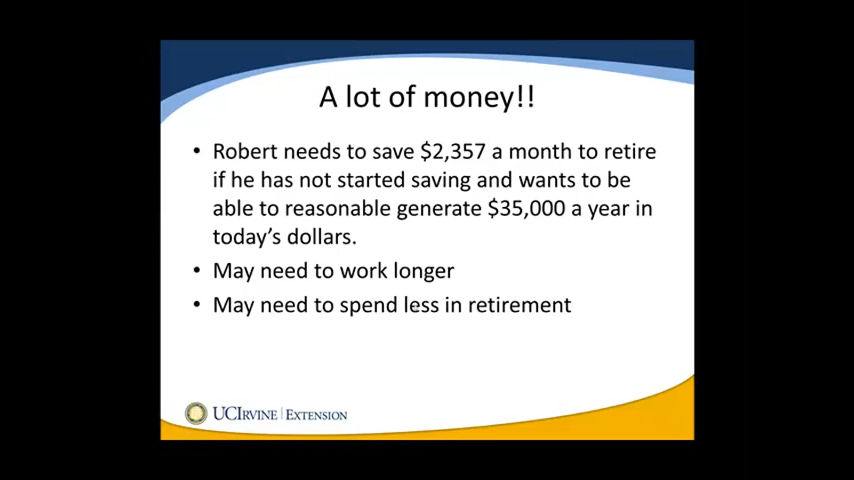 A lot of money!!
• Robert needs to save $2,357 a month to retire
if he has not started saving and wants to be
able to reasonable generate $35,000 a year in
today's dollars.
• May need to work longer
• May need to spend less in retirement
UCIRVINE | EXTENSION